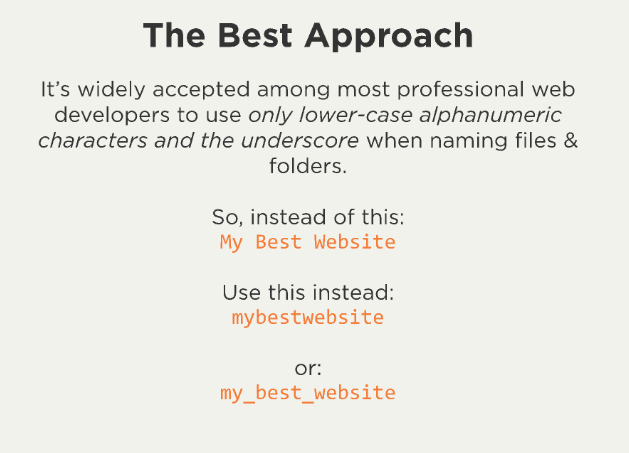 The Best Approach
It's widely accepted among most professional web
developers to use only lower-case alphanumeric
characters and the underscore when naming files &
folders.
So, instead of this:
My Best Website
Use this instead:
mybestwebsite
or:
my_best_website